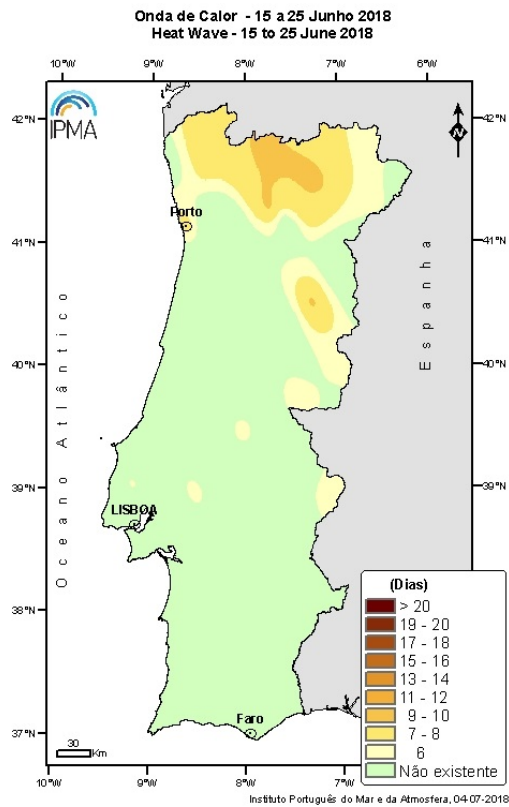 Onda de Calor - 15 a 25 Junho 2018
Heat Wave - 15 to 25 June 2018
10°W 9°W 8°W 7°W 6°W
IPMA
N
42°N 42°N
Porto
41°N 41°N
Oceano Atlântico
Espanha
40°N 40°N
39°N 39°N
LISBOA
38°N
(Dias)
> 20
19 - 20
17 - 18
15 - 16
13 - 14
11 - 12
9 - 10
7 - 8
6
Não existente
Faro
37°N
30
Km
10°W 9°W 8°W 7°W
Instituto Português do Mar e da Atmosfera, 04-07-2018